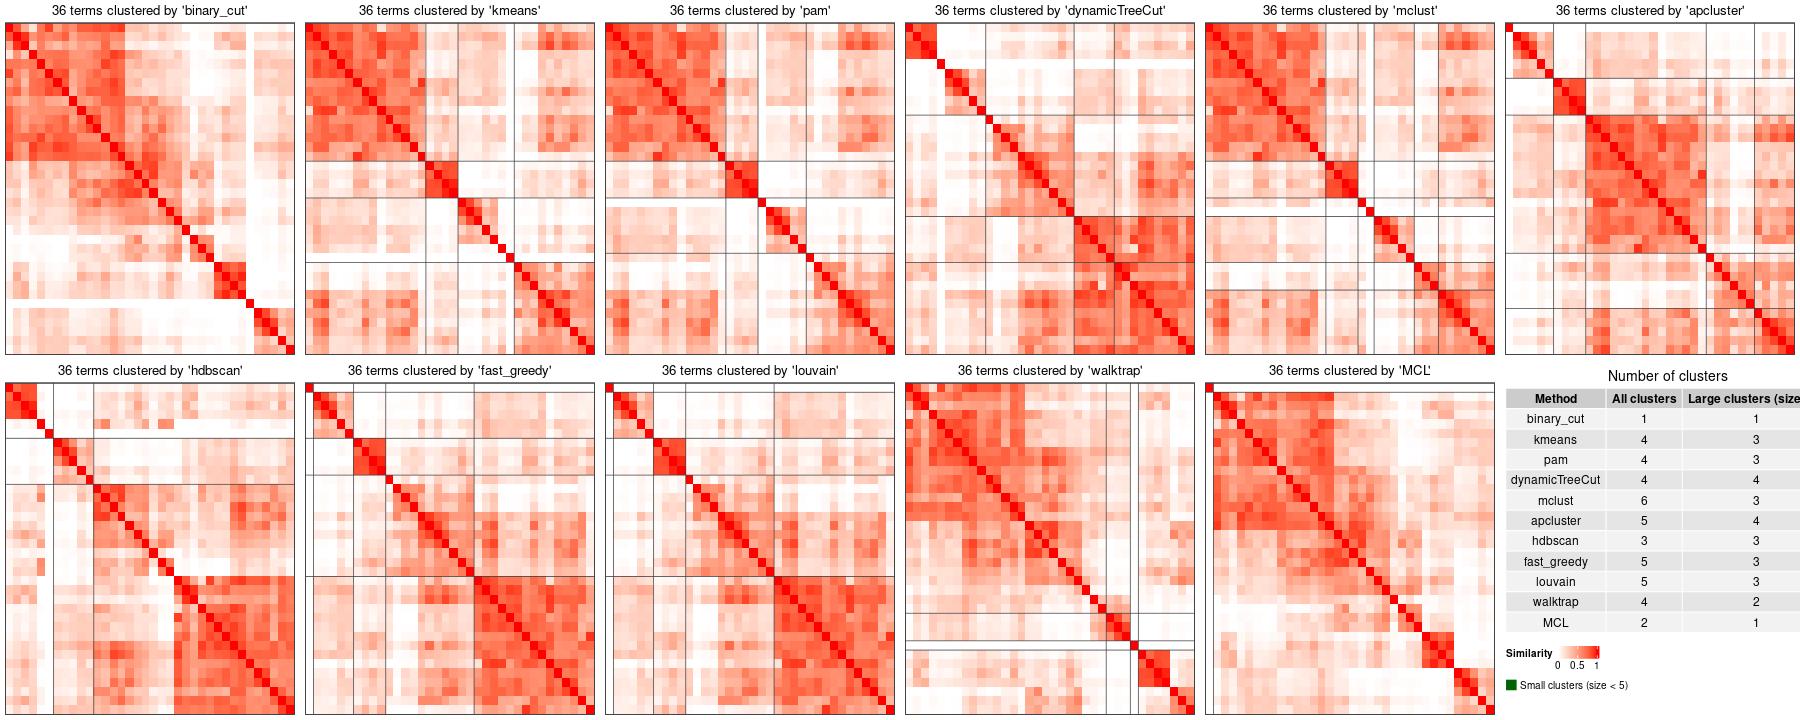 36 terms clustered by 'binary_cut'
36 terms clustered by 'kmeans'
36 terms clustered by 'pam'
36 terms clustered by 'dynamicTreeCut'
36 terms clustered by 'mclust'
36 terms clustered by 'apcluster'
36 terms clustered by 'hdbscan'
36 terms clustered by 'fast_greedy'
36 terms clustered by 'louvain'
36 terms clustered by 'walktrap'
36 terms clustered by 'MCL'
Number of clusters
Method All clusters Large clusters (size
binary_cut 1 1
kmeans 4 3
pam 4 3
dynamicTreeCut 4 4
mclust 6 3
apcluster 5 4
hdbscan 3 3
fast_greedy 5 3
louvain 5 3
walktrap 4 2
MCL 2 1
Similarity
0 0.5 1
Small clusters (size < 5)